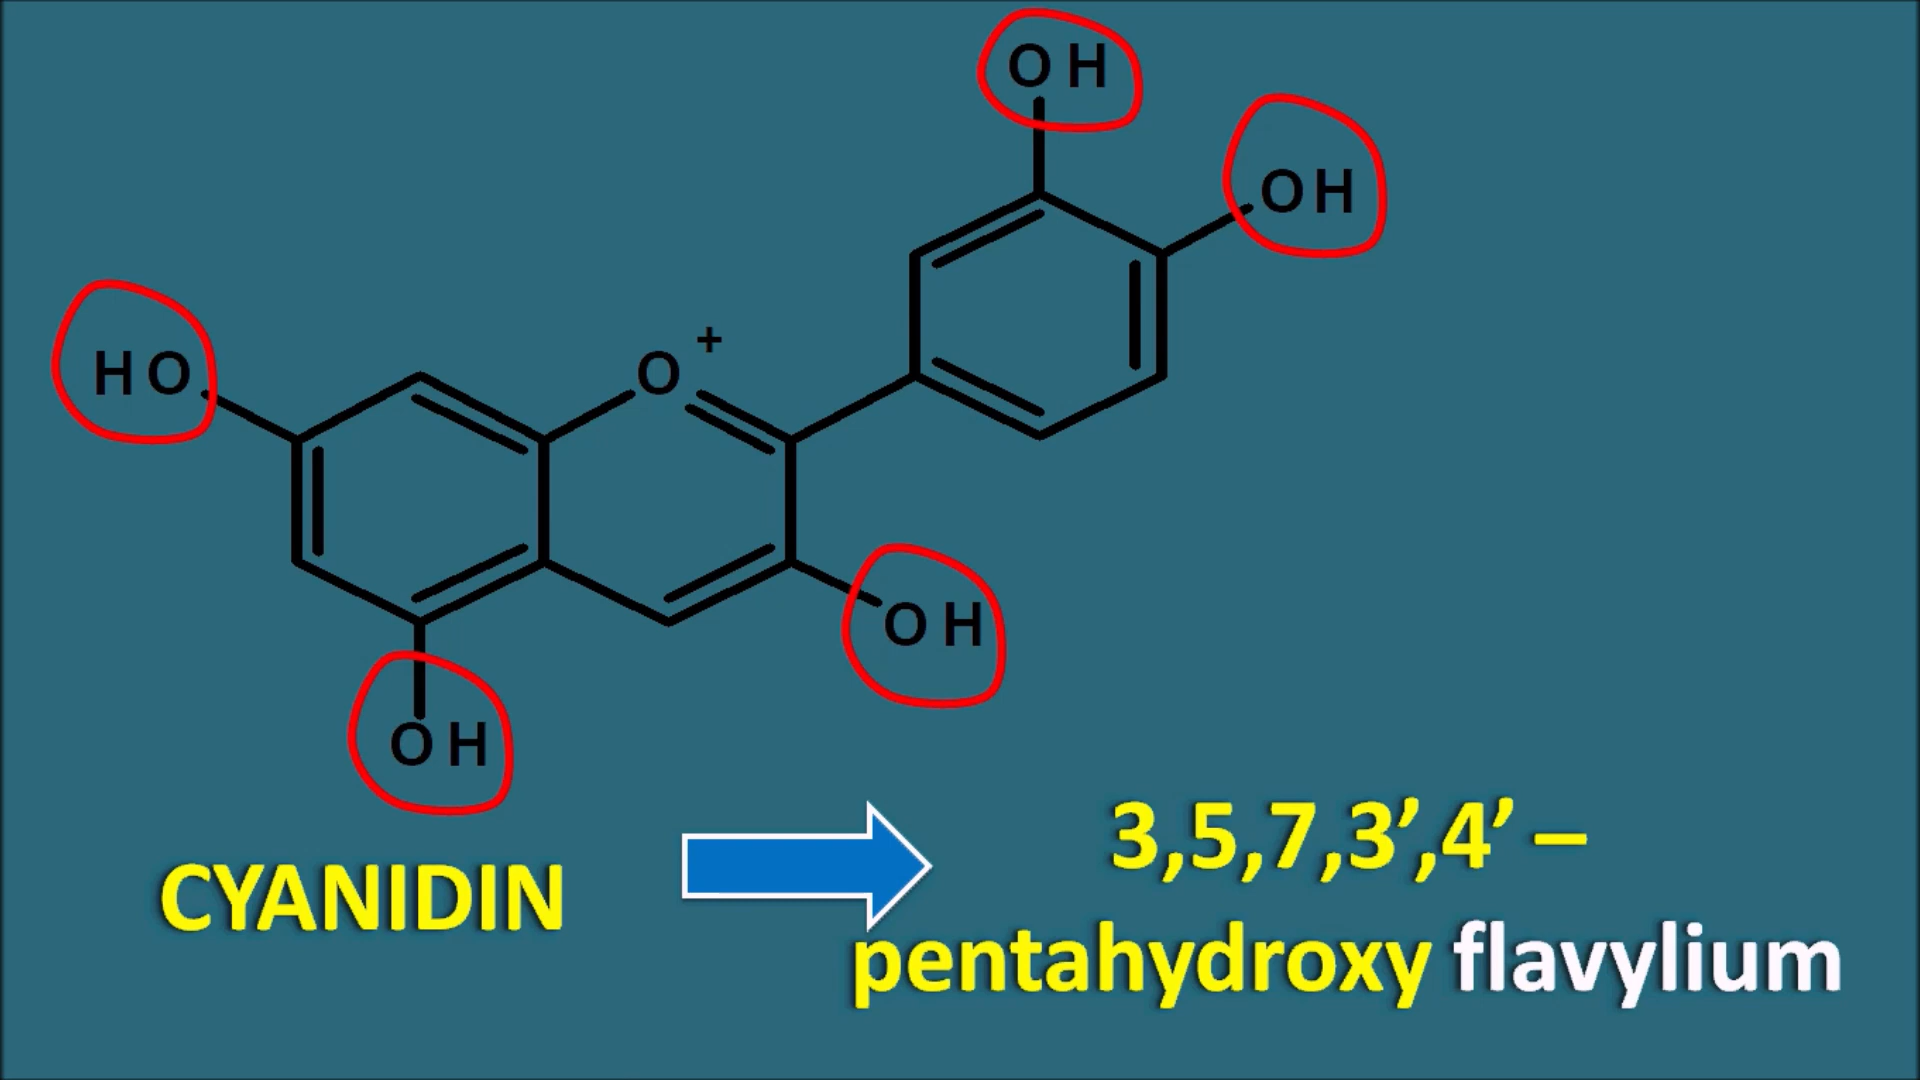 OH
OH
HO
O+
OH
OH
CYANIDIN
3,5,7,3’,4’ –
pentahydroxy flavylium